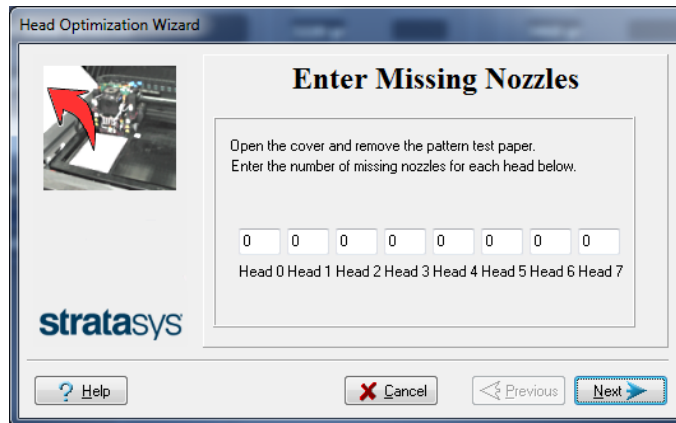 Head Optimization Wizard
Enter Missing Nozzles
Open the cover and remove the pattern test paper.
Enter the number of missing nozzles for each head below.
0 0 0 0 0 0 0 0
Head 0 Head 1 Head 2 Head 3 Head 4 Head 5 Head 6 Head 7
stratasys
? Help Cancel Previous Next